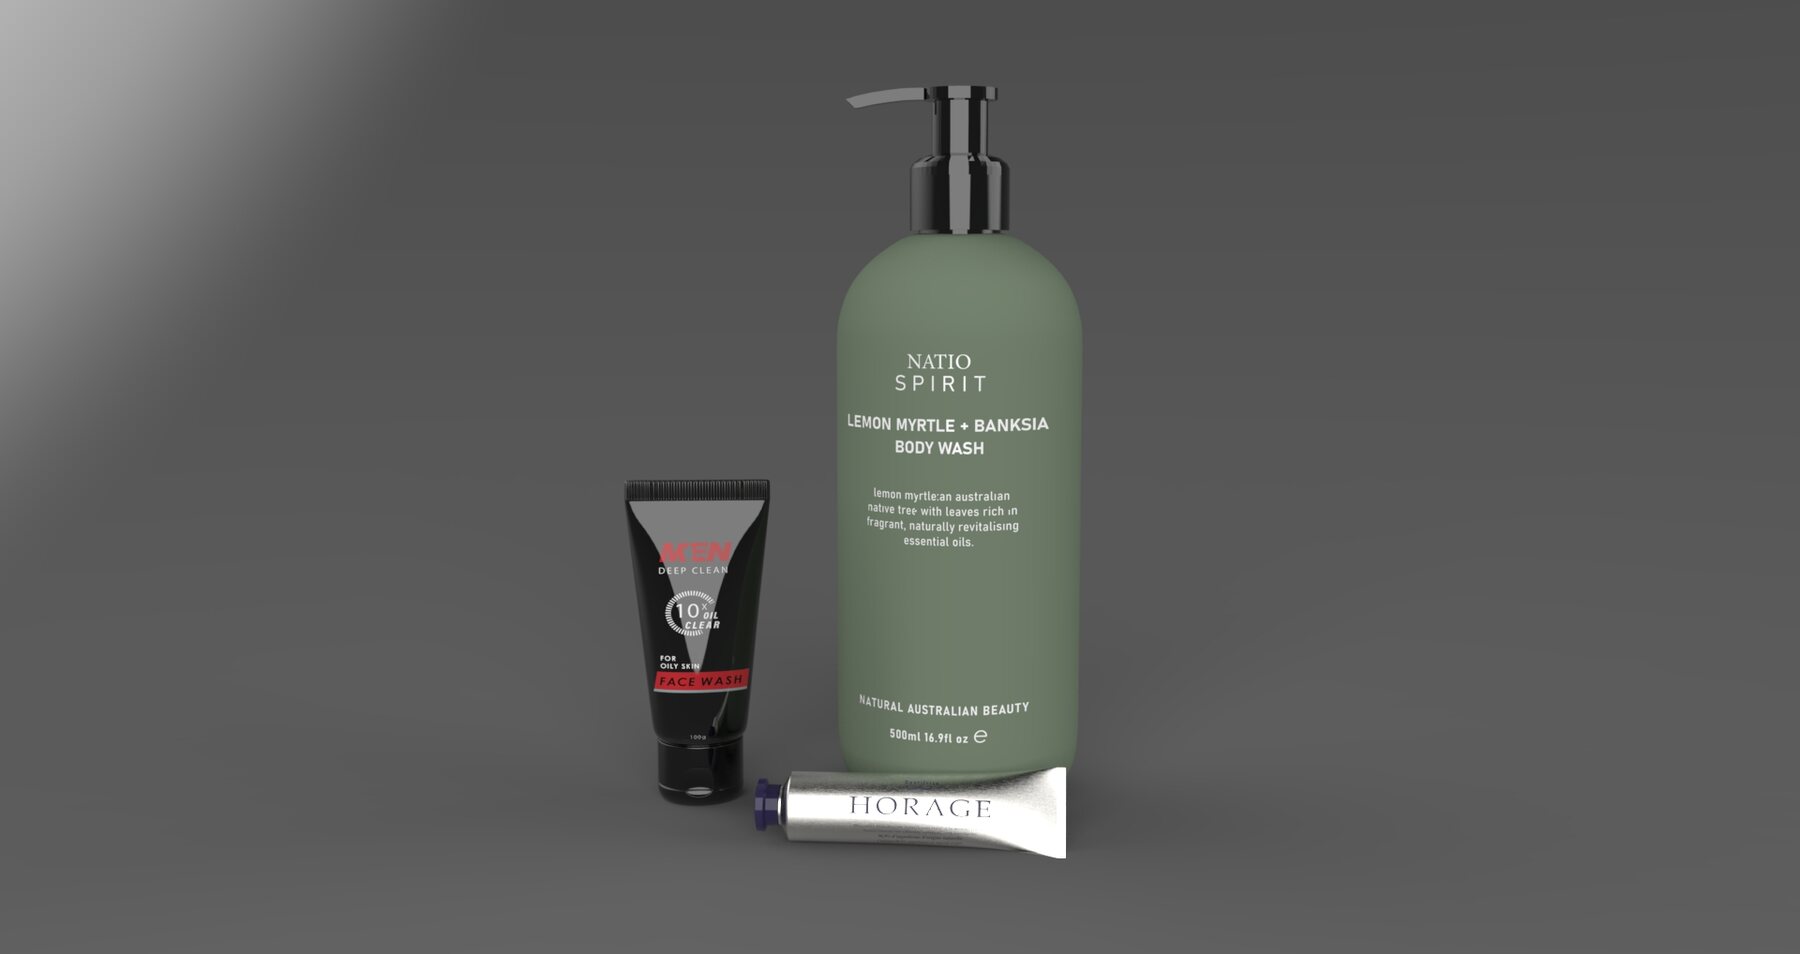 NATIO
SPIRIT
LEMON MYRTLE + BANKSIA
BODY WASH
lemon myrtle:an australian
native tree with leaves rich in
fragrant, naturally revitalising
essential oils.
NATURAL AUSTRALIAN BEAUTY
500ml 16.9fl oz e
MEN
DEEP CLEAN
10X OIL
CLEAR
FOR
OILY SKIN
FACE WASH
100g
HORAGE